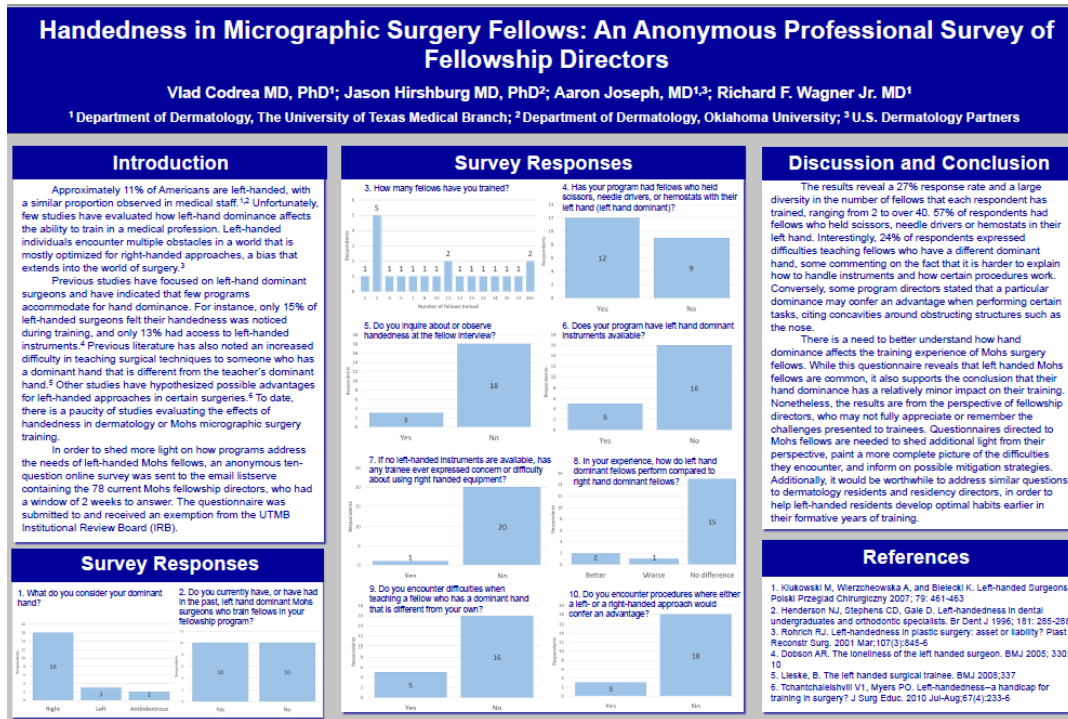 Handedness in Micrographic Surgery Fellows: An Anonymous Professional Survey of
Fellowship Directors
Vlad Codrea MD, PhD¹; Jason Hirshburg MD, PhD²; Aaron Joseph, MD¹,³; Richard F. Wagner Jr. MD¹
¹ Department of Dermatology, The University of Texas Medical Branch; ² Department of Dermatology, Oklahoma University; ³ U.S. Dermatology Partners
Introduction
Approximately 11% of Americans are left-handed, with
a similar proportion observed in medical staff.¹,² Unfortunately,
few studies have evaluated how left-hand dominance affects
the ability to train in a medical profession. Left-handed
individuals encounter multiple obstacles in a world that is
mostly optimized for right-handed approaches, a bias that
extends into the world of surgery.³
Previous studies have focused on left-hand dominant
surgeons and have indicated that few programs
accommodate for hand dominance. For instance, only 15% of
left-handed surgeons felt their handedness was noticed
during training, and only 13% had access to left-handed
instruments.⁴ Previous literature has also noted an increased
difficulty in teaching surgical techniques to someone who has
a dominant hand that is different from the teacher's dominant
hand.⁵ Other studies have hypothesized possible advantages
for left-handed approaches in certain surgeries.⁶ To date,
there is a paucity of studies evaluating the effects of
handedness in dermatology or Mohs micrographic surgery
training.
In order to shed more light on how programs address
the needs of left-handed Mohs fellows, an anonymous ten-
question online survey was sent to the email listserve
containing the 78 current Mohs fellowship directors, who had
a window of 2 weeks to answer. The questionnaire was
submitted to and received an exemption from the UTMB
Institutional Review Board (IRB).
Survey Responses
1. What do you consider your dominant
hand?
Respondents
16
3
2
Right Left Ambidextrous
2. Do you currently have, or have had
in the past, left hand dominant Mohs
surgeons who train fellows in your
fellowship program?
Respondents
10
10
Yes No
Survey Responses
3. How many fellows have you trained?
Respondents
1 5 1 1 1 1 1 2 1 1 1 1 1 1 2
Number of fellows trained
4. Has your program had fellows who held
scissors, needle drivers, or hemostats with their
left hand (left dominant)?
Respondents
12
9
Yes No
5. Do you inquire about or observe
handedness at the fellow interview?
Respondents
3
18
Yes No
6. Does your program have left hand dominant
instruments available?
Respondents
5
16
Yes No
7. If no left-handed instruments are available, has
any trainee ever expressed concern or difficulty
about using right handed equipment?
Respondents
1
20
Yes No
8. In your experience, how do left hand
dominant fellows perform compared to
right hand dominant fellows?
Respondents
2
1
15
Better Worse No difference
9. Do you encounter difficulties when
teaching a fellow who has a dominant hand
that is different from your own?
Respondents
5
16
Yes No
10. Do you encounter procedures where either
a left- or a right-handed approach would
confer an advantage?
Respondents
3
18
Yes No
Discussion and Conclusion
The results reveal a 27% response rate and a large
diversity in the number of fellows that each respondent has
trained, ranging from 2 to over 40. 57% of respondents had
fellows who held scissors, needle drivers or hemostats in their
left hand. Interestingly, 24% of respondents expressed
difficulties teaching fellows who have a different dominant
hand, some commenting on the fact that it is harder to explain
how to handle instruments and how certain procedures work.
Conversely, some program directors stated that a particular
dominance may confer an advantage when performing certain
tasks, citing concavities around obstructing structures such as
the nose.
There is a need to better understand how hand
dominance affects the training experience of Mohs surgery
fellows. While this questionnaire reveals that left handed Mohs
fellows are common, it also supports the conclusion that their
hand dominance has a relatively minor impact on their training.
Nonetheless, the results are from the perspective of fellowship
directors, who may not fully appreciate or remember the
challenges presented to trainees. Questionnaires directed to
Mohs fellows are needed to shed additional light from their
perspective, paint a more complete picture of the difficulties
they encounter, and inform on possible mitigation strategies.
Additionally, it would be worthwhile to address similar questions
to dermatology residents and residency directors, in order to
help left-handed residents develop optimal habits earlier in
their formative years of training.
References
1. Klukowski M, Wierzcheowska A, and Bielecki K. Left-handed Surgeons.
Polski Przeglad Chirurgiczny 2007; 79: 461-463
2. Henderson NJ, Stephens CD, Gale D. Left-handedness in dental
undergraduates and orthodontic specialists. Br Dent J 1996; 181: 285-288
3. Rohrich RJ. Left-handedness in plastic surgery: asset or liability? Plast
Reconstr Surg. 2001 Mar;107(3):845-6
4. Dobson AR. The loneliness of the left handed surgeon. BMJ 2005; 330:
10
5. Lieske, B. The left handed surgical trainee. BMJ 2008;337
6. Tchantchaleishvili V1, Myers PO. Left-handedness—a handicap for
training in surgery? J Surg Educ. 2010 Jul-Aug;67(4):233-6